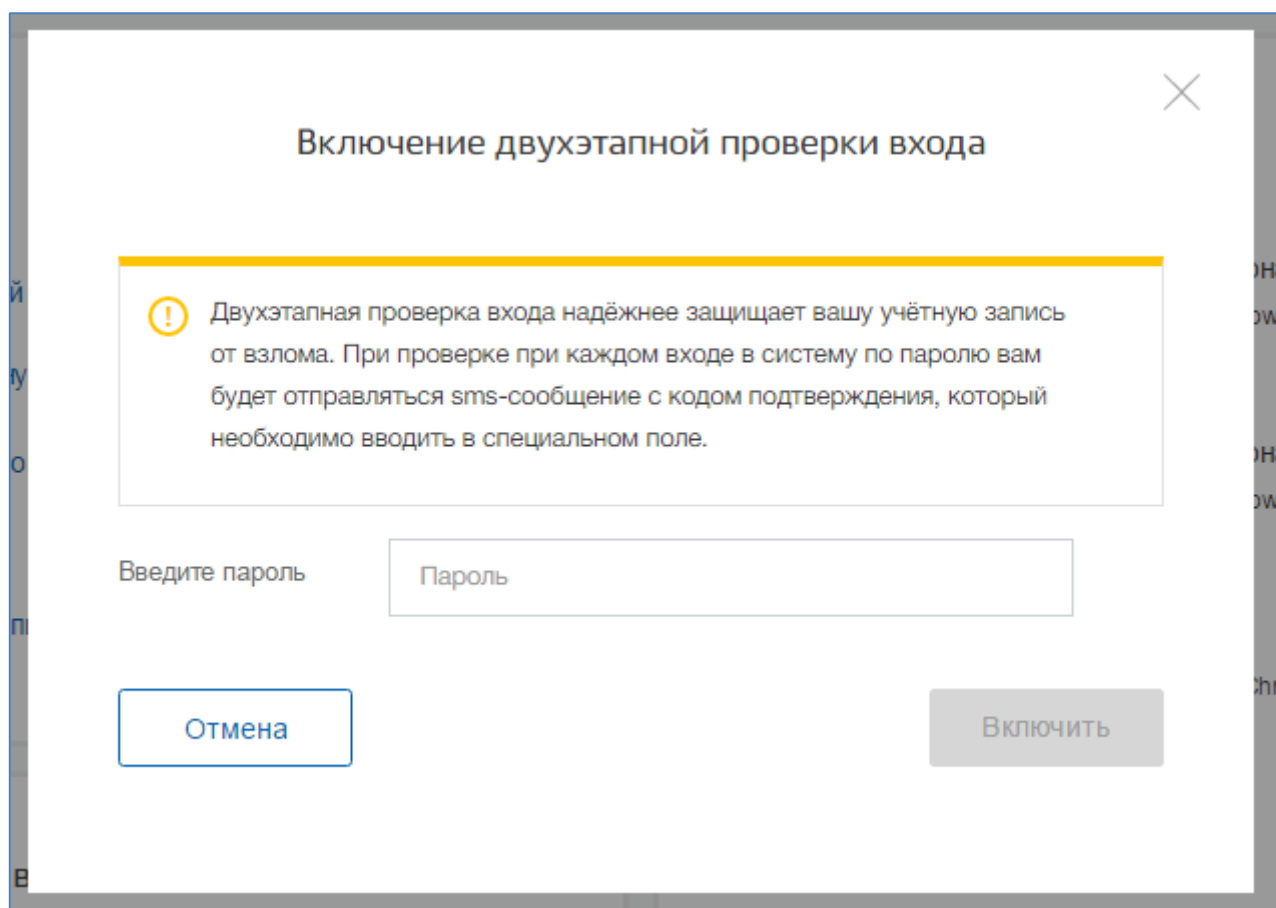 Включение двухэтапной проверки входа
Двухэтапная проверка входа надёжнее защищает вашу учётную запись
от взлома. При проверке при каждом входе в систему по паролю вам
будет отправляться sms-сообщение с кодом подтверждения, который
необходимо вводить в специальном поле.
Введите пароль
Пароль
Отмена
Включить